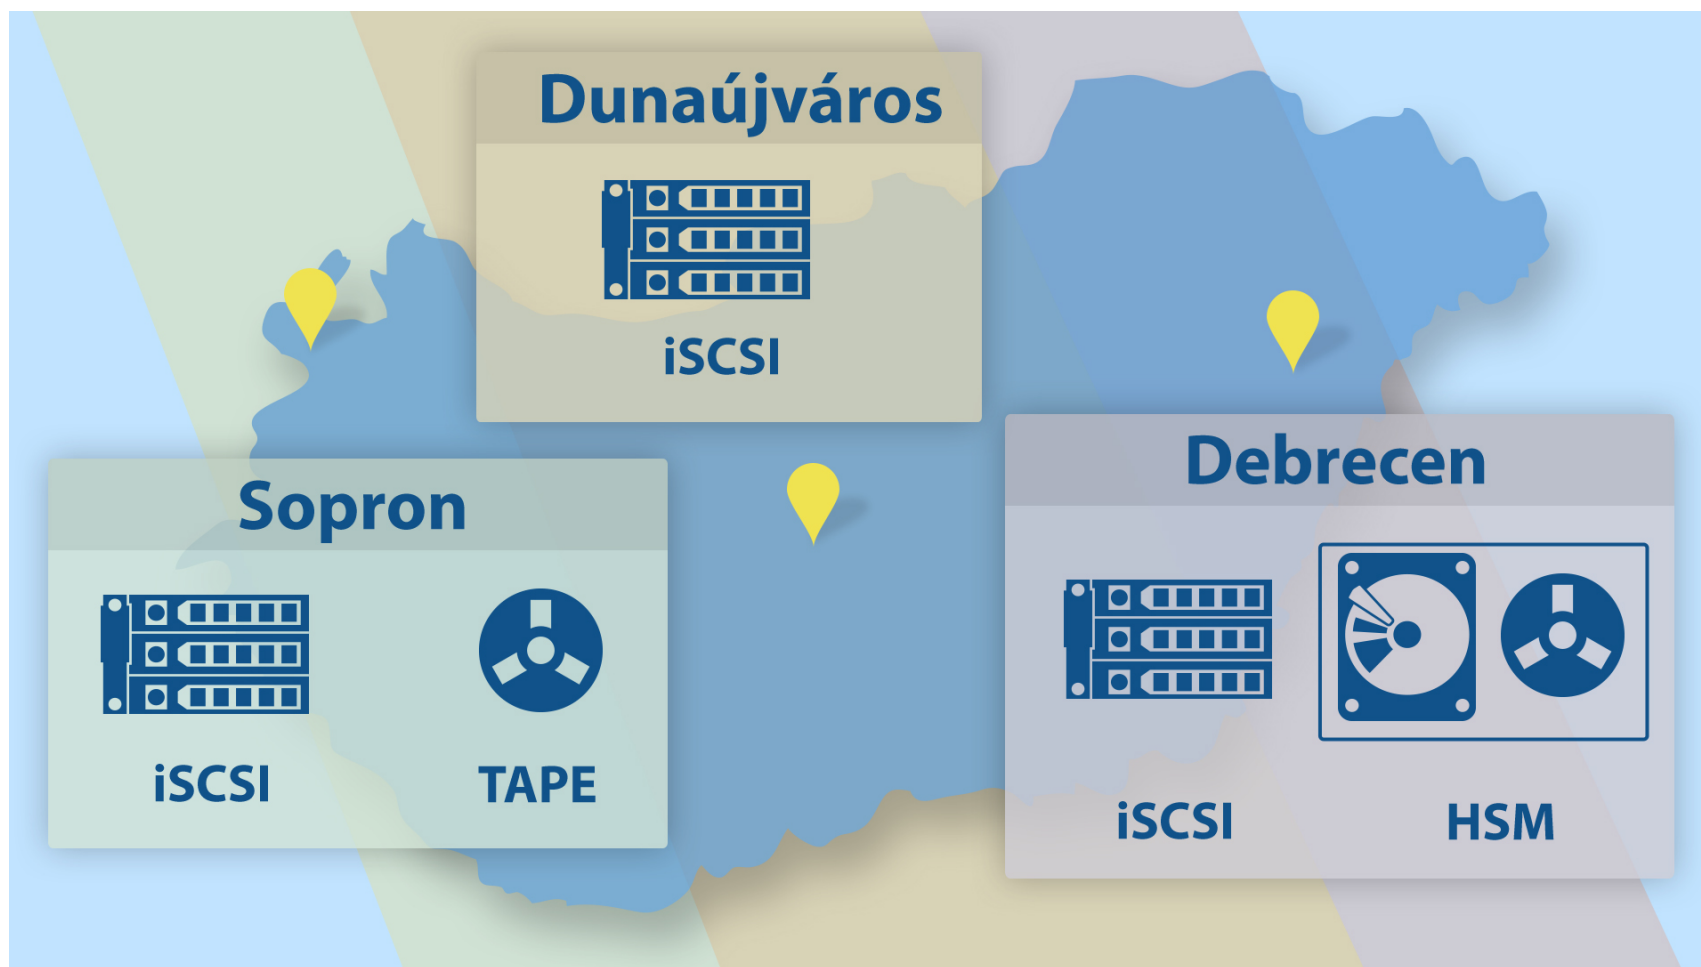 Dunaújváros
iSCSI
Sopron
iSCSI
TAPE
Debrecen
iSCSI
HSM